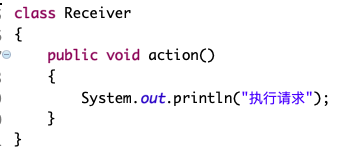 class Receiver
{
    public void action()
    {
        System.out.println("执行请求");
    }
}